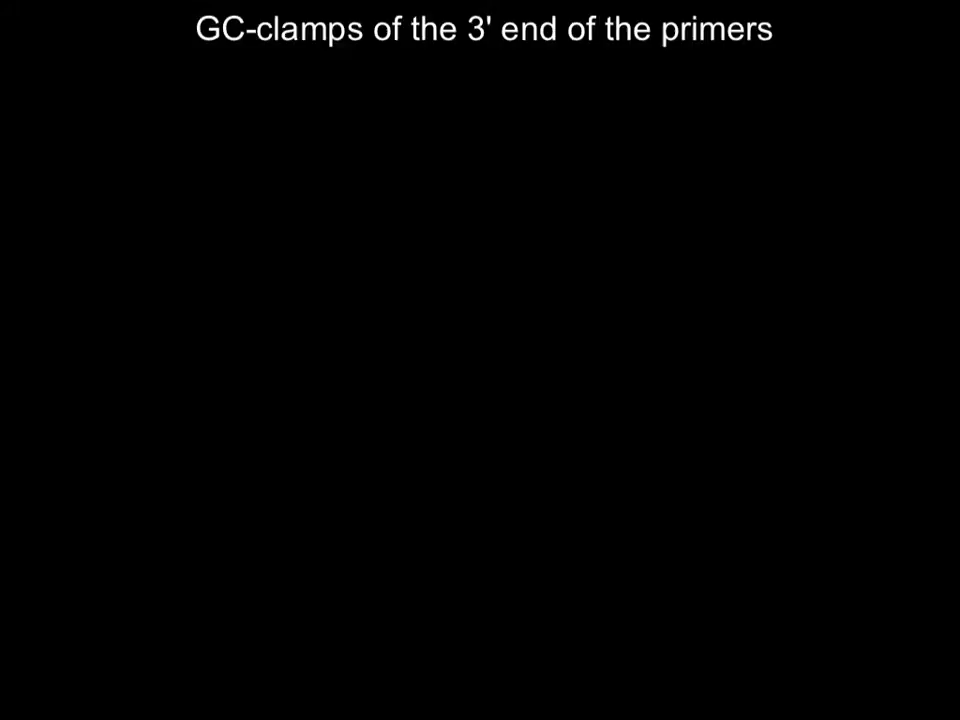 GC-clamps of the 3' end of the primers